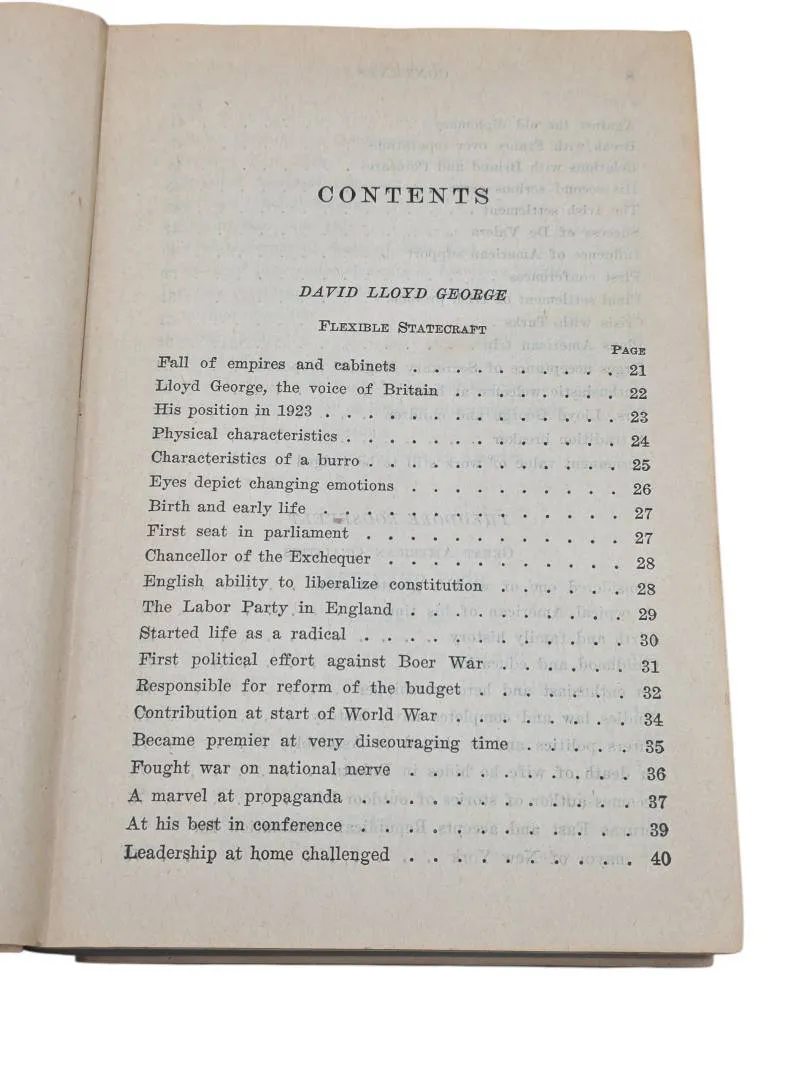 CONTENTS
DAVID LLOYD GEORGE
FLEXIBLE STATECRAFT
PAGE
Fall of empires and cabinets . . . . . . . . . 21
Lloyd George, the voice of Britain . . . . . . . 22
His position in 1923 . . . . . . . . . . . . . 23
Physical characteristics . . . . . . . . . . . . 24
Characteristics of a burro . . . . . . . . . . . 25
Eyes depict changing emotions . . . . . . . . . 26
Birth and early life . . . . . . . . . . . . . 27
First seat in parliament . . . . . . . . . . . 27
Chancellor of the Exchequer . . . . . . . . . . 28
English ability to liberalize constitution . . . . . . 28
The Labor Party in England . . . . . . . . . 29
Started life as a radical . . . . . . . . . . . 30
First political effort against Boer War . . . . . . 31
Responsible for reform of the budget . . . . . . . 32
Contribution at start of World War . . . . . . . . 34
Became premier at very discouraging time . . . . . 35
Fought war on national nerve . . . . . . . . . . 36
A marvel at propaganda . . . . . . . . . . . 37
At his best in conference . . . . . . . . . . . 39
Leadership at home challenged . . . . . . . . . 40